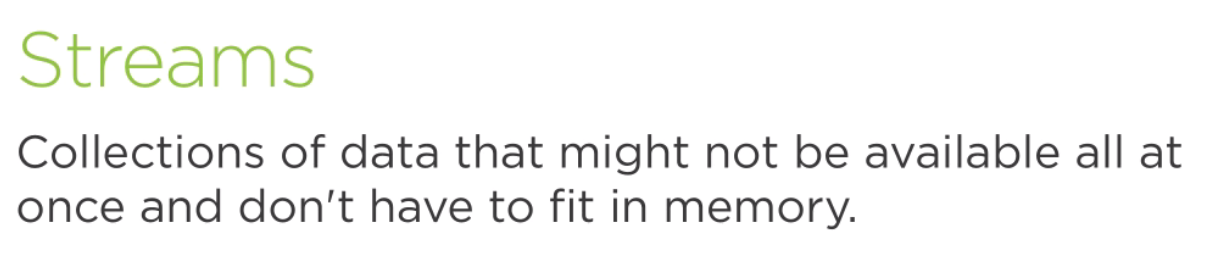 Streams
Collections of data that might not be available all at
once and don't have to fit in memory.